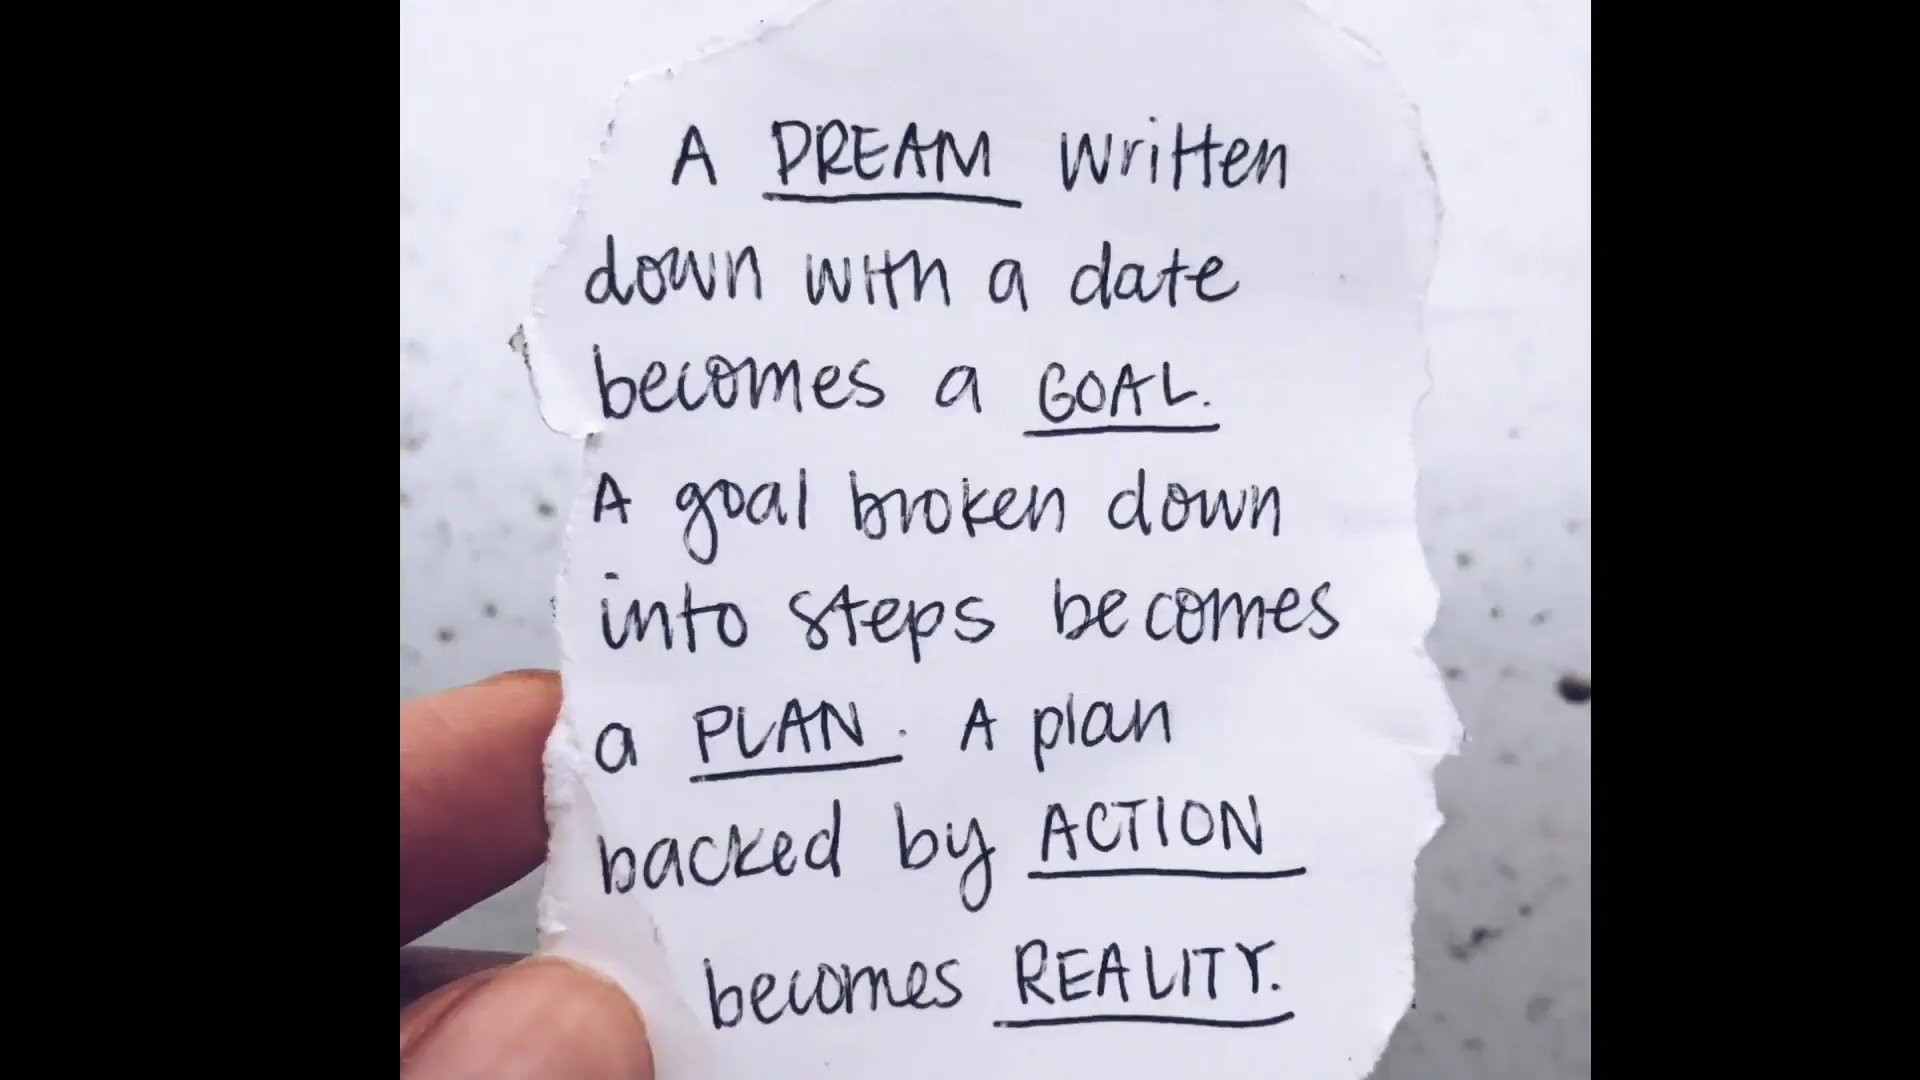 A DREAM written
down with a date
becomes a GOAL.
A goal broken down
into steps becomes
a PLAN. A plan
backed by ACTION
becomes REALITY.